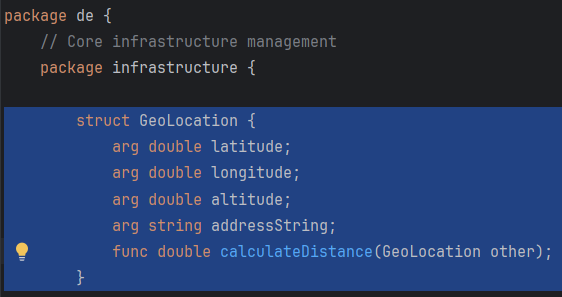 package de {
    // Core infrastructure management
    package infrastructure {
        struct GeoLocation {
            arg double latitude;
            arg double longitude;
            arg double altitude;
            arg string addressString;
            func double calculateDistance(GeoLocation other);
        }